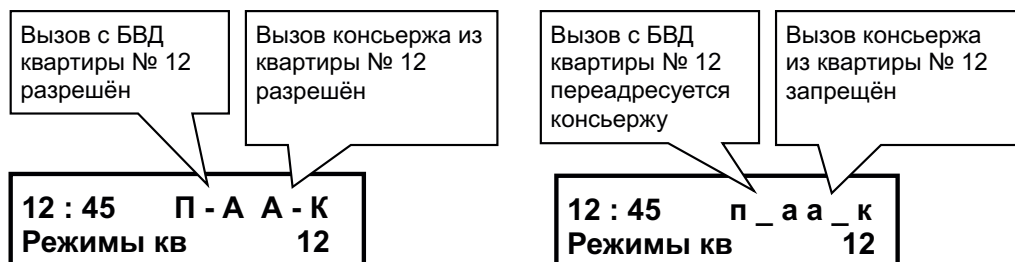 Вызов с БВД
квартиры № 12
разрешён
Вызов консьержа из
квартиры № 12
разрешён
12 : 45 П - А А - К
Режимы кв 12
Вызов с БВД
квартиры № 12
переадресуется
консьержу
Вызов консьержа
из квартиры № 12
запрещён
12 : 45 п _ а а _ к
Режимы кв 12